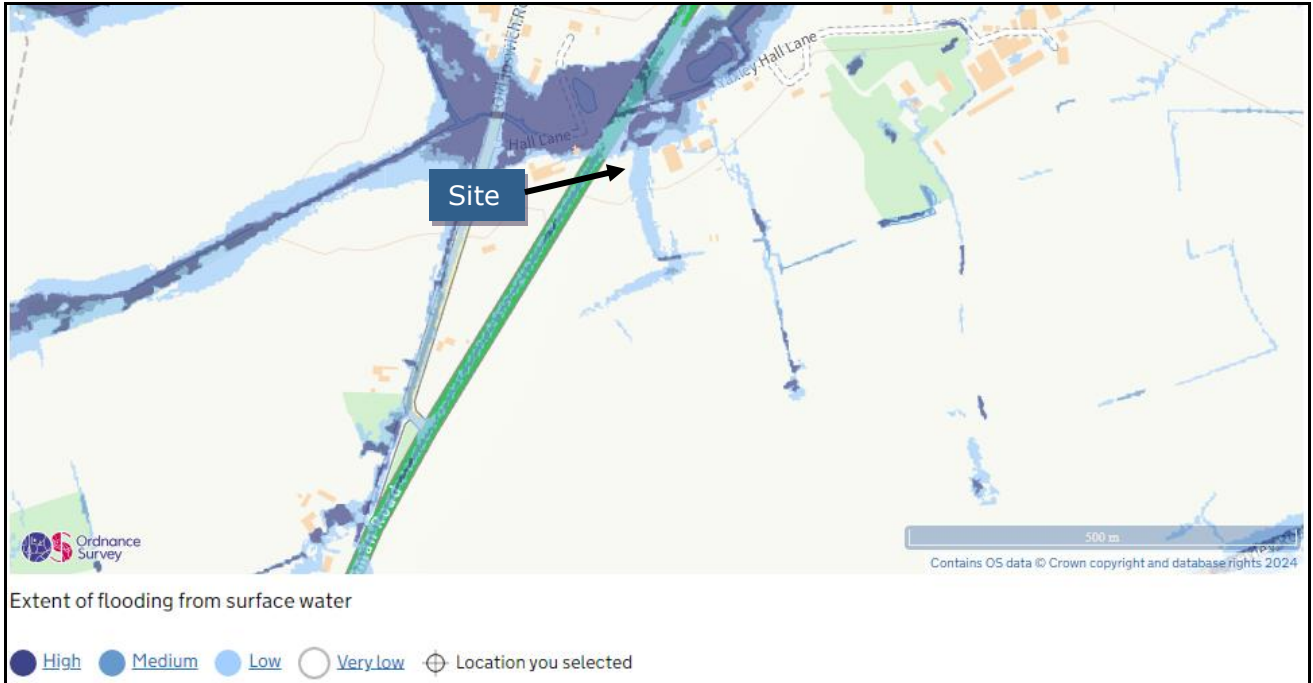 Yaxley Hall Lane
Hall Lane
Site
Ordnance
Survey
500 m
Contains OS data © Crown copyright and database rights 2024
Extent of flooding from surface water
High Medium Low Very low Location you selected